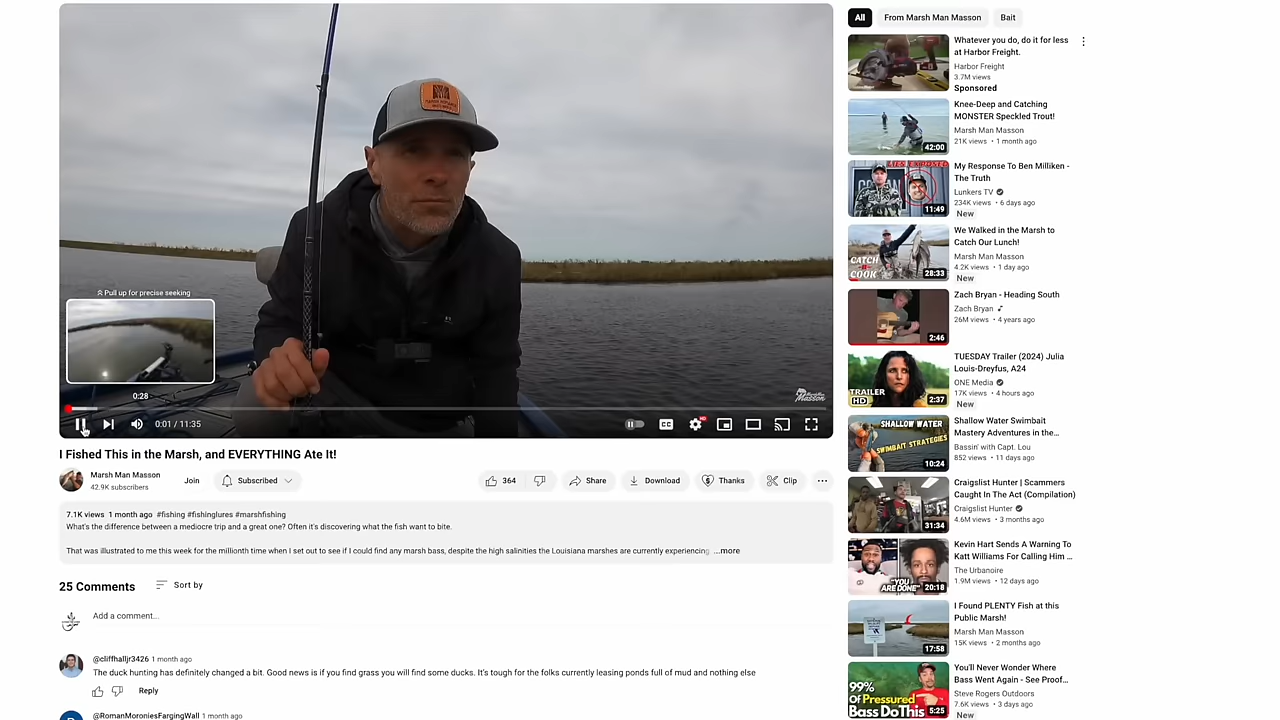 Pull up for precise seeking
0:28
0:01 / 11:35
CC
HD
Masson
I Fished This in the Marsh, and EVERYTHING Ate It!
Marsh Man Masson
42.9K subscribers
Join
Subscribed
364
Share
Download
Thanks
Clip
7.1K views 1 month ago #fishing #fishinglures #marshfishing
What's the difference between a mediocre trip and a great one? Often it's discovering what the fish want to bite.
That was illustrated to me this week for the millionth time when I set out to see if I could find any marsh bass, despite the high salinities the Louisiana marshes are currently experiencing ...more
25 Comments
Sort by
Add a comment...
@cliffhalljr3426 1 month ago
The duck hunting has definitely changed a bit. Good news is if you find grass you will find some ducks. It's tough for the folks currently leasing ponds full of mud and nothing else
Reply
@RomanMoroniesFargingWall 1 month ago
All
From Marsh Man Masson
Bait
Whatever you do, do it for less
at Harbor Freight.
Harbor Freight
3.7M views
Sponsored
42:00
Knee-Deep and Catching
MONSTER Speckled Trout!
Marsh Man Masson
21K views • 1 month ago
11:49
My Response To Ben Milliken -
The Truth
Lunkers TV
234K views • 6 days ago
New
CATCH
COOK
28:33
We Walked in the Marsh to
Catch Our Lunch!
Marsh Man Masson
4.2K views • 1 day ago
New
2:46
Zach Bryan - Heading South
Zach Bryan
26M views • 4 years ago
TRAILER
HD
2:37
TUESDAY Trailer (2024) Julia
Louis-Dreyfus, A24
ONE Media
17K views • 4 hours ago
New
SHALLOW WATER
SWIMBAIT STRATEGIES
10:24
Shallow Water Swimbait
Mastery Adventures in the...
Bassin' with Capt. Lou
852 views • 11 days ago
31:34
Craigslist Hunter | Scammers
Caught In The Act (Compilation)
Craigslist Hunter
4.6M views • 3 months ago
"YOU
ARE DONE"
20:18
Kevin Hart Sends A Warning To
Katt Williams For Calling Him ...
The Urbanoire
1.9M views • 12 days ago
17:58
I Found PLENTY Fish at this
Public Marsh!
Marsh Man Masson
15K views • 2 months ago
99%
Of Pressured
Bass Do This
5:25
You'll Never Wonder Where
Bass Went Again - See Proof...
Steve Rogers Outdoors
7.6K views • 3 days ago
New